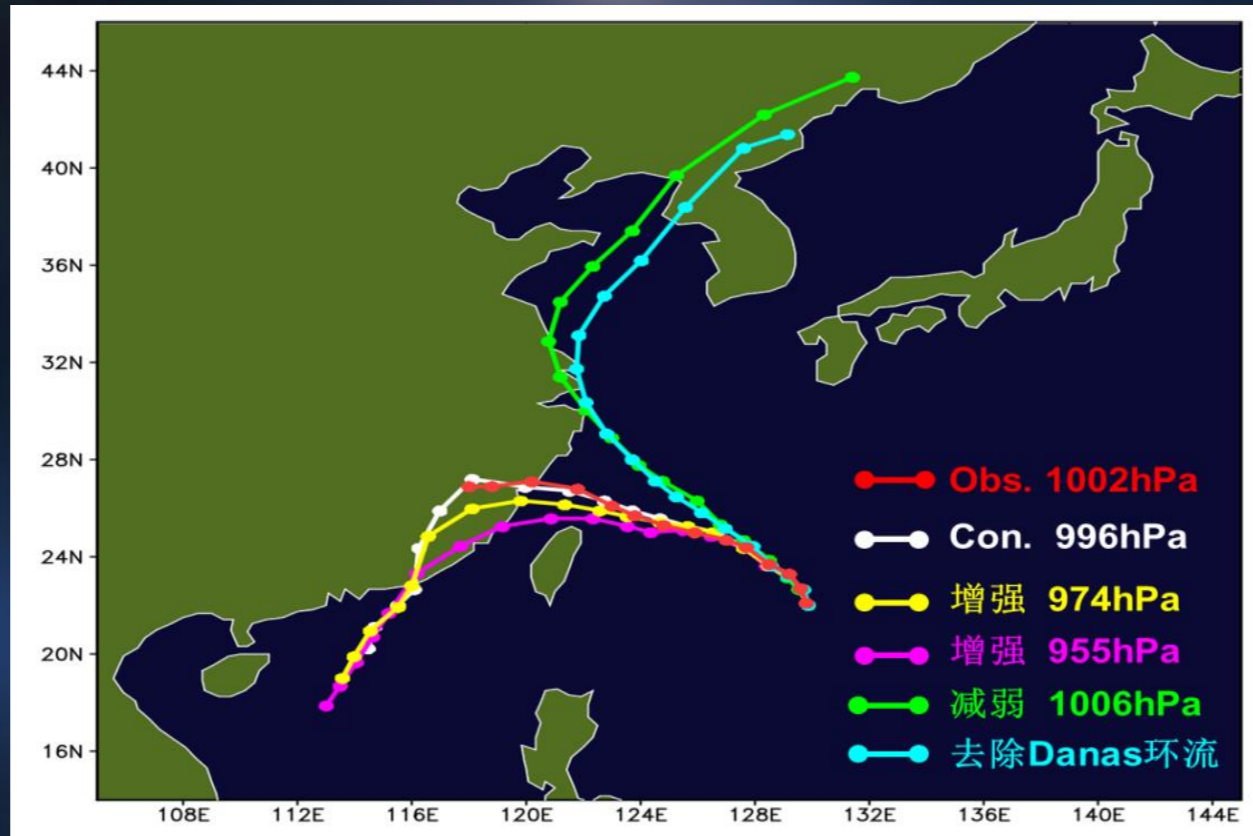 44N
40N
36N
32N
28N
24N
20N
16N
108E 112E 116E 120E 124E 128E 132E 136E 140E 144E
Obs. 1002hPa
Con. 996hPa
增强 974hPa
增强 955hPa
减弱 1006hPa
去除Danas环流